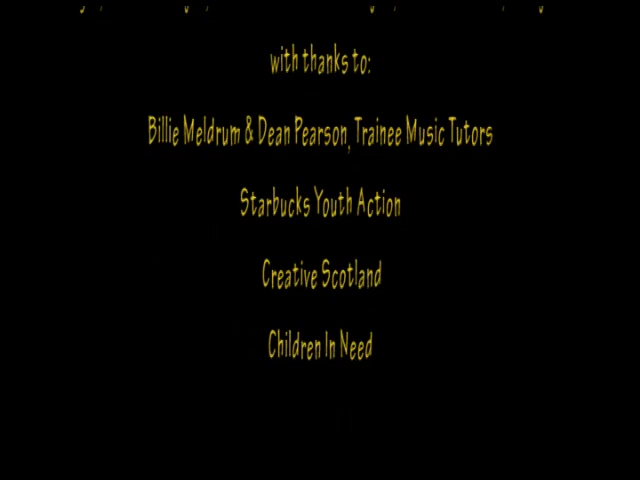 with thanks to:
Billie Meldrum & Dean Pearson, Trainee Music Tutors
Starbucks Youth Action
Creative Scotland
Children In Need